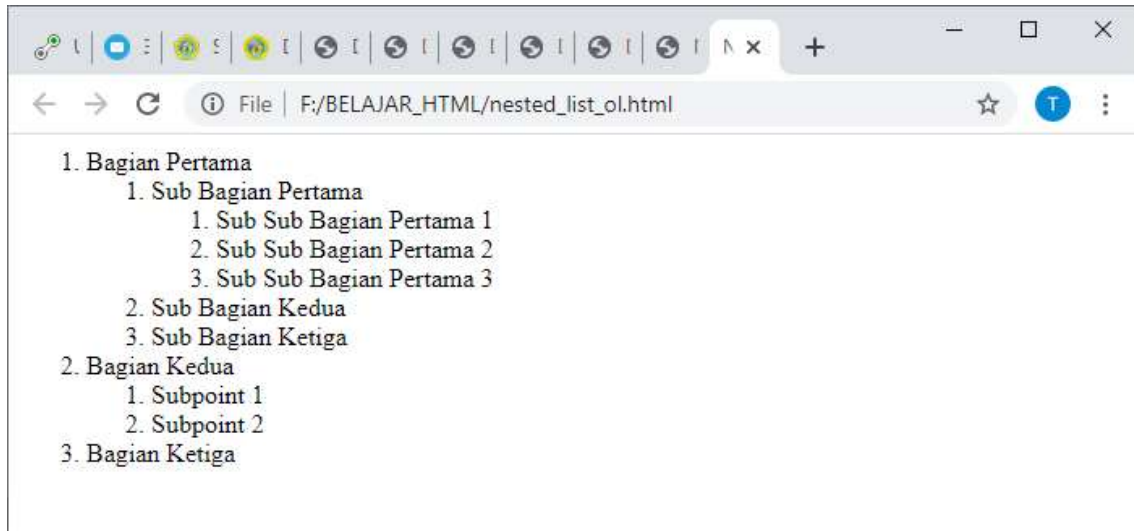 File | F:/BELAJAR_HTML/nested_list_ol.html
T
1. Bagian Pertama
1. Sub Bagian Pertama
1. Sub Sub Bagian Pertama 1
2. Sub Sub Bagian Pertama 2
3. Sub Sub Bagian Pertama 3
2. Sub Bagian Kedua
3. Sub Bagian Ketiga
2. Bagian Kedua
1. Subpoint 1
2. Subpoint 2
3. Bagian Ketiga